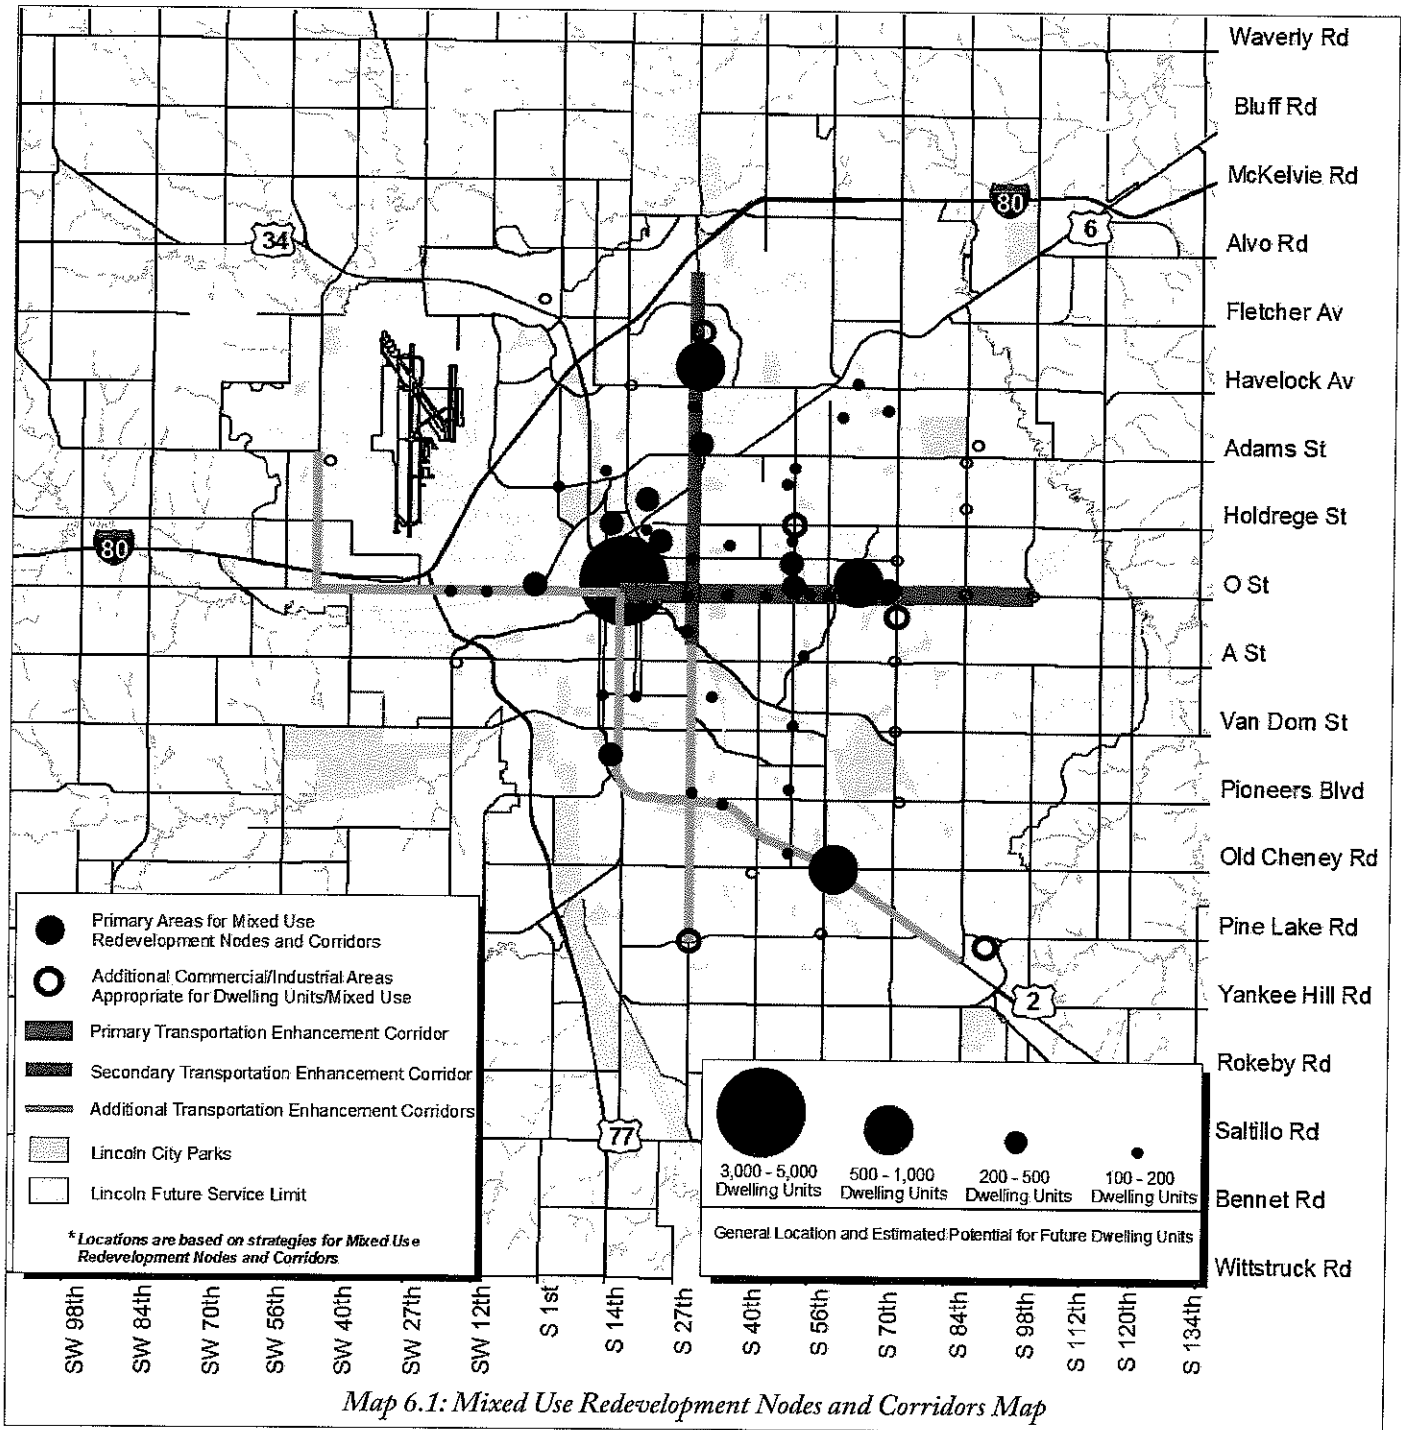 Waverly Rd
Bluff Rd
McKelvie Rd
80
6
34
Alvo Rd
Fletcher Av
Havelock Av
Adams St
Holdrege St
80
O St
A St
Van Dorn St
Pioneers Blvd
Old Cheney Rd
Pine Lake Rd
Yankee Hill Rd
2
Rokeby Rd
Saltillo Rd
77
Bennet Rd
Wittstruck Rd
Primary Areas for Mixed Use
Redevelopment Nodes and Corridors
Additional Commercial/Industrial Areas
Appropriate for Dwelling Units/Mixed Use
Primary Transportation Enhancement Corridor
Secondary Transportation Enhancement Corridor
Additional Transportation Enhancement Corridors
Lincoln City Parks
Lincoln Future Service Limit
* Locations are based on strategies for Mixed Use
Redevelopment Nodes and Corridors
3,000 - 5,000
Dwelling Units
500 - 1,000
Dwelling Units
200 - 500
Dwelling Units
100 - 200
Dwelling Units
General Location and Estimated Potential for Future Dwelling Units
SW 98th
SW 84th
SW 70th
SW 56th
SW 40th
SW 27th
SW 12th
S 1st
S 14th
S 27th
S 40th
S 56th
S 70th
S 84th
S 98th
S 112th
S 120th
S 134th
Map 6.1: Mixed Use Redevelopment Nodes and Corridors Map